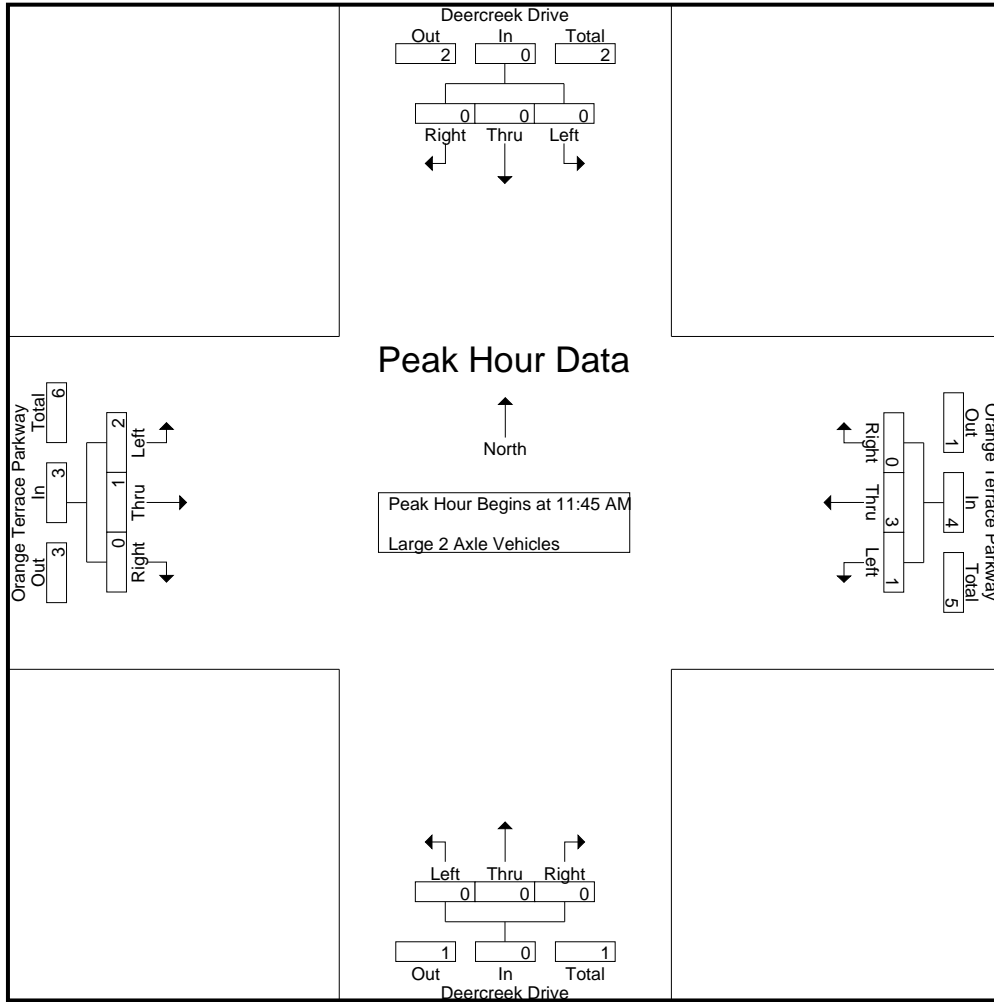 Deercreek Drive
Out In Total
2 0 2
0 0 0
Right Thru Left
Peak Hour Data
North
Peak Hour Begins at 11:45 AM
Large 2 Axle Vehicles
Orange Terrace Parkway
Total In Out
6 3 3
2 1 0
Left Thru Right
Orange Terrace Parkway
Out In Total
1 4 5
0 3 1
Right Thru Left
Left Thru Right
0 0 0
1 0 1
Out In Total
Deercreek Drive